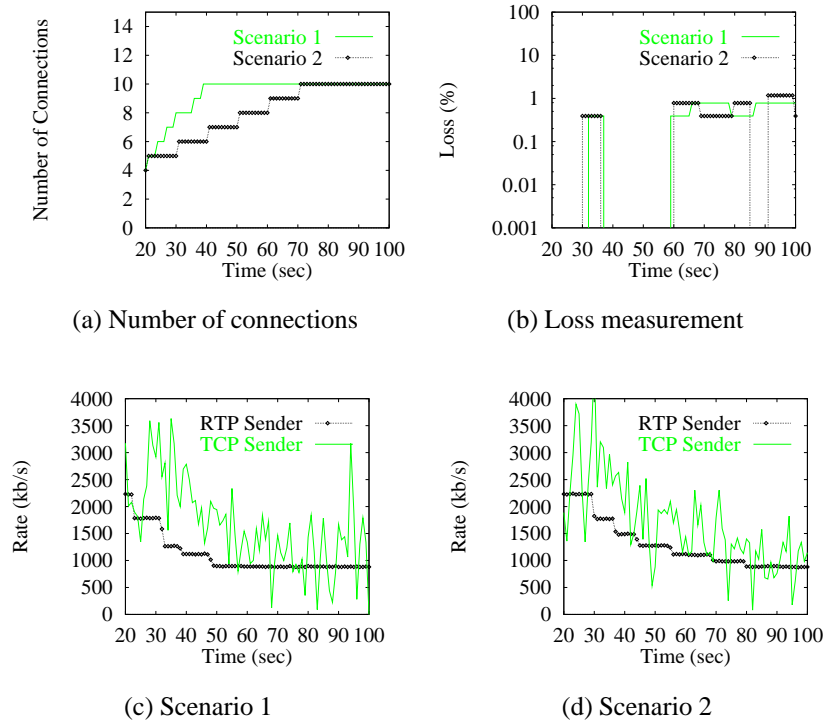 Number of Connections
15
14
12
10
8
6
4
2
0
20 30 40 50 60 70 80 90 100
Time (sec)
Scenario 1
Scenario 2
(a) Number of connections
Loss (%)
100
10
1
0.1
0.01
0.001
20 30 40 50 60 70 80 90 100
Time (sec)
Scenario 1
Scenario 2
(b) Loss measurement
Rate (kb/s)
4000
3500
3000
2500
2000
1500
1000
500
0
20 30 40 50 60 70 80 90 100
Time (sec)
RTP Sender
TCP Sender
(c) Scenario 1
Rate (kb/s)
4000
3500
3000
2500
2000
1500
1000
500
0
20 30 40 50 60 70 80 90 100
Time (sec)
RTP Sender
TCP Sender
(d) Scenario 2